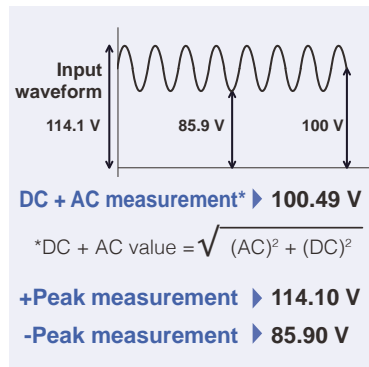 Input
waveform
114.1 V 85.9 V 100 V
DC + AC measurement* 100.49 V
*DC + AC value = √ (AC)² + (DC)²
+Peak measurement 114.10 V
-Peak measurement 85.90 V